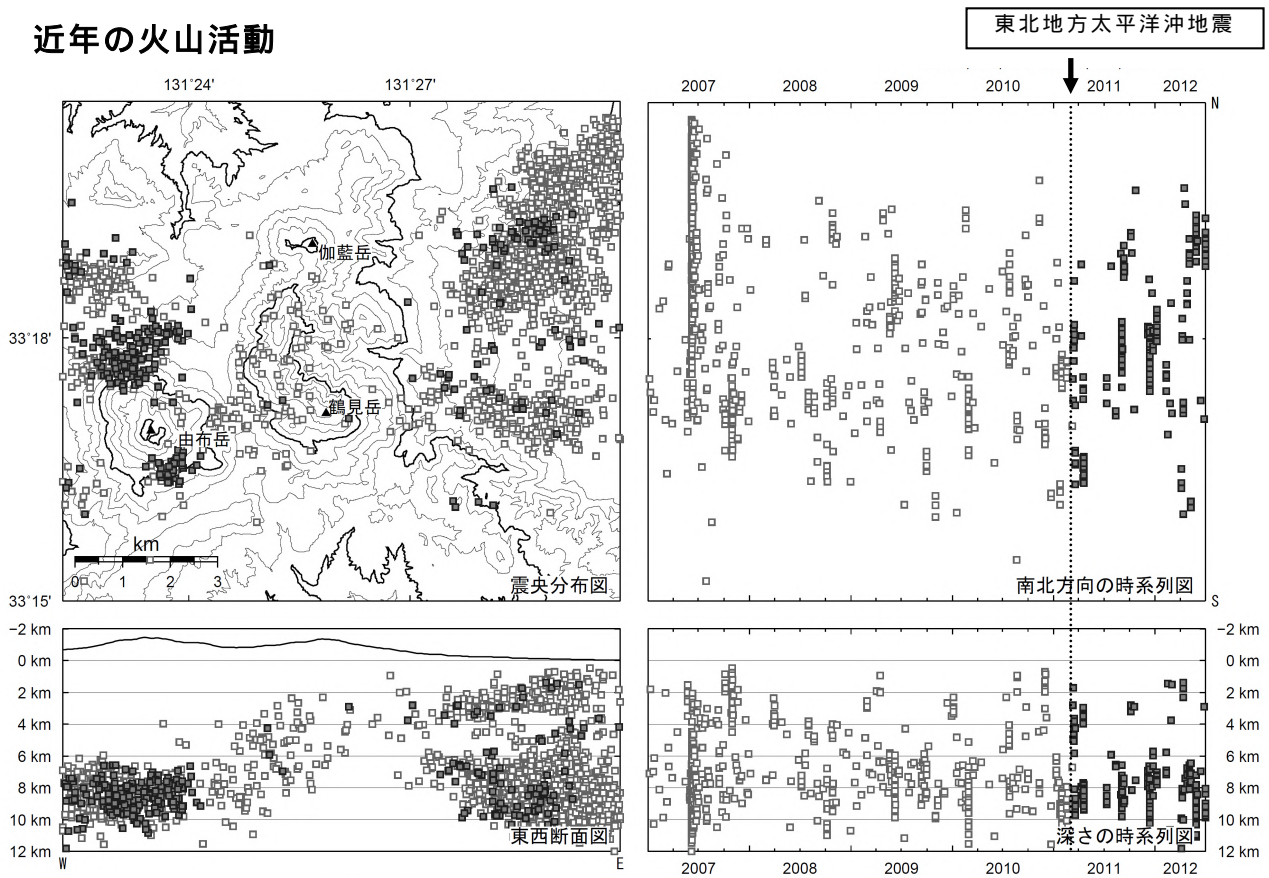 東北地方太平洋沖地震
近年の火山活動
131°24' 131°27'
2007 2008 2009 2010 2011 2012
N
伽藍岳
33°18'
鶴見岳
由布岳
km
0 1 2 3
震央分布図
南北方向の時系列図
33°15'
S
−2 km −2 km
0 km 0 km
2 km 2 km
4 km 4 km
6 km 6 km
8 km 8 km
10 km 10 km
東西断面図 深さの時系列図
12 km 12 km
W E
2007 2008 2009 2010 2011 2012